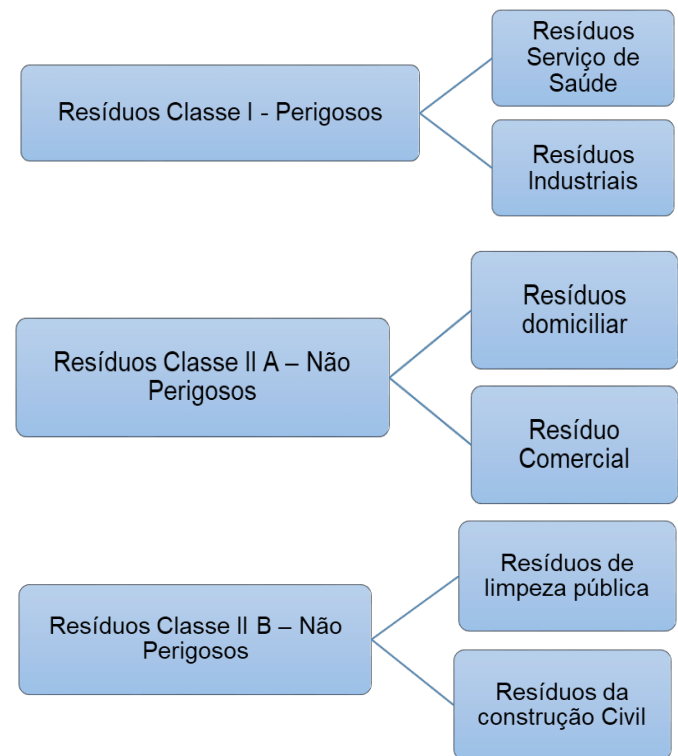 Resíduos Classe I - Perigosos
Resíduos
Serviço de
Saúde
Resíduos
Industriais
Resíduos Classe II A – Não
Perigosos
Resíduos
domiciliar
Resíduo
Comercial
Resíduos Classe II B – Não
Perigosos
Resíduos de
limpeza pública
Resíduos da
construção Civil